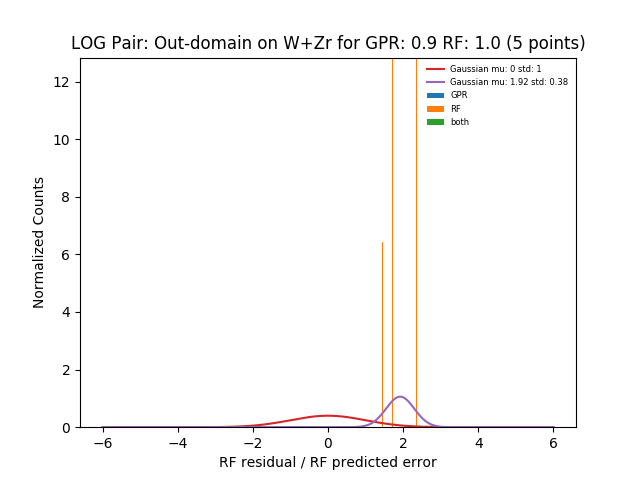 LOG Pair: Out-domain on W+Zr for GPR: 0.9 RF: 1.0 (5 points)
Gaussian mu: 0 std: 1
Gaussian mu: 1.92 std: 0.38
GPR
RF
both
12
10
8
6
4
2
0
Normalized Counts
−6 −4 −2 0 2 4 6
RF residual / RF predicted error